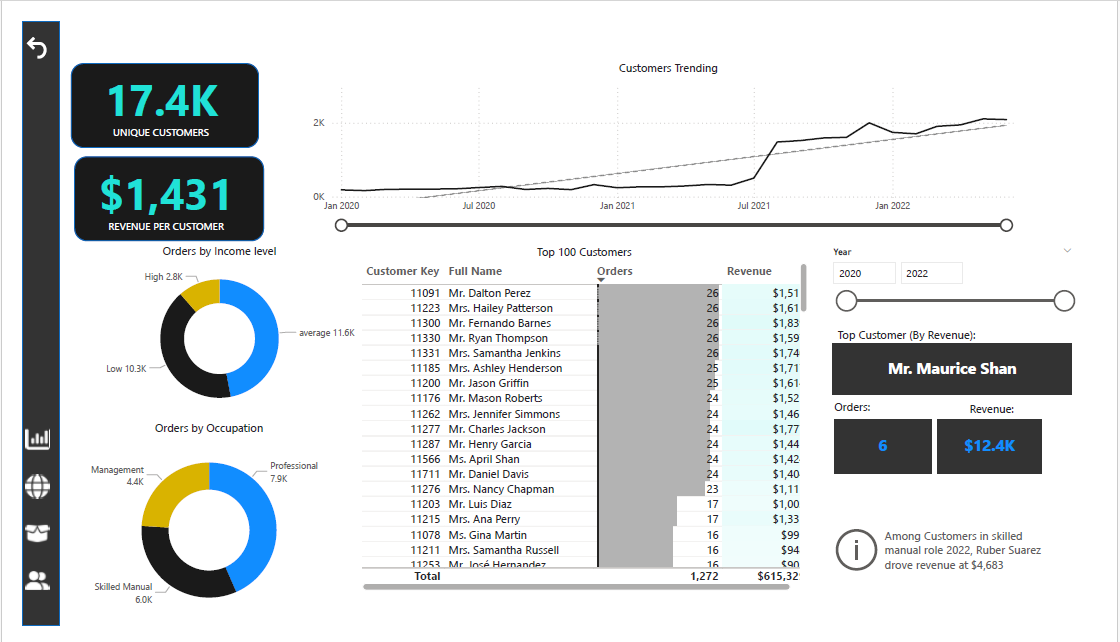 17.4K
UNIQUE CUSTOMERS
$1,431
REVENUE PER CUSTOMER
Customers Trending
2K
0K
Jan 2020
Jul 2020
Jan 2021
Jul 2021
Jan 2022
Orders by Income level
High 2.8K
average 11.6K
Low 10.3K
Orders by Occupation
Management
4.4K
Professional
7.9K
Skilled Manual
6.0K
Top 100 Customers
Customer Key Full Name Orders Revenue
11091 Mr. Dalton Perez 26 $1,51
11223 Mrs. Hailey Patterson 26 $1,61
11300 Mr. Fernando Barnes 26 $1,83
11330 Mr. Ryan Thompson 26 $1,59
11331 Mrs. Samantha Jenkins 26 $1,74
11185 Mrs. Ashley Henderson 25 $1,71
11200 Mr. Jason Griffin 25 $1,61
11176 Mr. Mason Roberts 24 $1,52
11262 Mrs. Jennifer Simmons 24 $1,46
11277 Mr. Charles Jackson 24 $1,77
11287 Mr. Henry Garcia 24 $1,44
11566 Ms. April Shan 24 $1,42
11711 Mr. Daniel Davis 24 $1,40
11276 Mrs. Nancy Chapman 23 $1,11
11203 Mr. Luis Diaz 17 $1,00
11215 Mrs. Ana Perry 17 $1,33
11078 Ms. Gina Martin 16 $99
11211 Mrs. Samantha Russell 16 $94
11253 Mr. José Hernandez 16 $90
Total 1,272 $615,329
Year
2020 2022
Top Customer (By Revenue):
Mr. Maurice Shan
Orders: Revenue:
6 $12.4K
Among Customers in skilled
manual role 2022, Ruber Suarez
drove revenue at $4,683